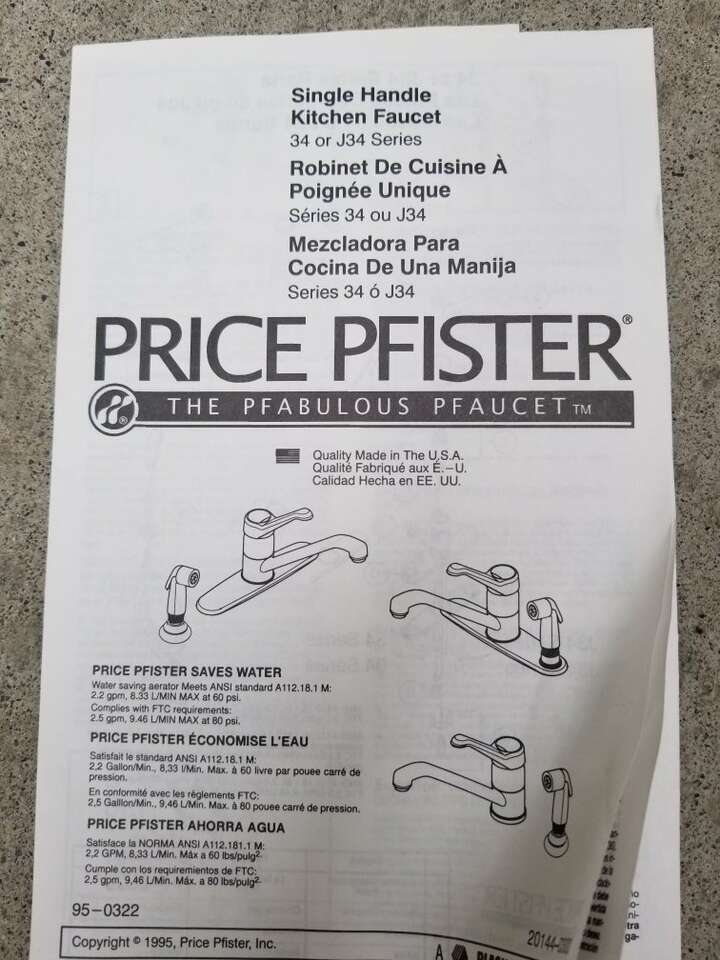 Single Handle
Kitchen Faucet
34 or J34 Series
Robinet De Cuisine À
Poignée Unique
Séries 34 ou J34
Mezcladora Para
Cocina De Una Manija
Series 34 ó J34
PRICE PFISTER®
THE PFABULOUS PFAUCET TM
Quality Made in The U.S.A.
Qualité Fabriqué aux É.–U.
Calidad Hecha en EE. UU.
PRICE PFISTER SAVES WATER
Water saving aerator Meets ANSI standard A112.18.1 M:
2.2 gpm, 8.33 L/MIN MAX at 60 psi.
Complies with FTC requirements:
2.5 gpm, 9.46 L/MIN MAX at 80 psi.
PRICE PFISTER ÉCONOMISE L'EAU
Satisfait le standard ANSI A112.18.1 M:
2,2 Gallon/Min., 8,33 l/Min. Max. à 60 livre par pouee carré de
pression.
En conformité avec les réglements FTC:
2,5 Galllon/Min., 9,46 L/Min. Max. à 80 pouee carré de pression.
PRICE PFISTER AHORRA AGUA
Satisface la NORMA ANSI A112.181.1 M:
2,2 GPM, 8,33 L/Min. Máx a 60 lbs/pulg2.
Cumple con los requiremientos de FTC:
2,5 gpm, 9,46 L/Min. Máx. a 80 lbs/pulg2.
95–0322
Copyright © 1995, Price Pfister, Inc.
20144-
A